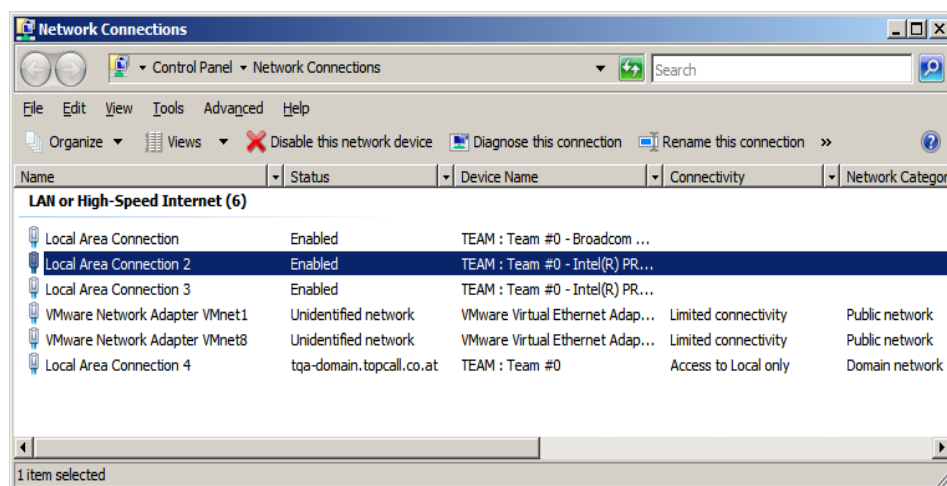 Network Connections
Control Panel Network Connections Search
File Edit View Tools Advanced Help
Organize Views Disable this network device Diagnose this connection Rename this connection »
Name Status Device Name Connectivity Network Categor
LAN or High-Speed Internet (6)
Local Area Connection Enabled TEAM : Team #0 - Broadcom ...
Local Area Connection 2 Enabled TEAM : Team #0 - Intel(R) PR...
Local Area Connection 3 Enabled TEAM : Team #0 - Intel(R) PR...
VMware Network Adapter VMnet1 Unidentified network VMware Virtual Ethernet Adap... Limited connectivity Public network
VMware Network Adapter VMnet8 Unidentified network VMware Virtual Ethernet Adap... Limited connectivity Public network
Local Area Connection 4 tqa-domain.topcall.co.at TEAM : Team #0 Access to Local only Domain network
1 item selected